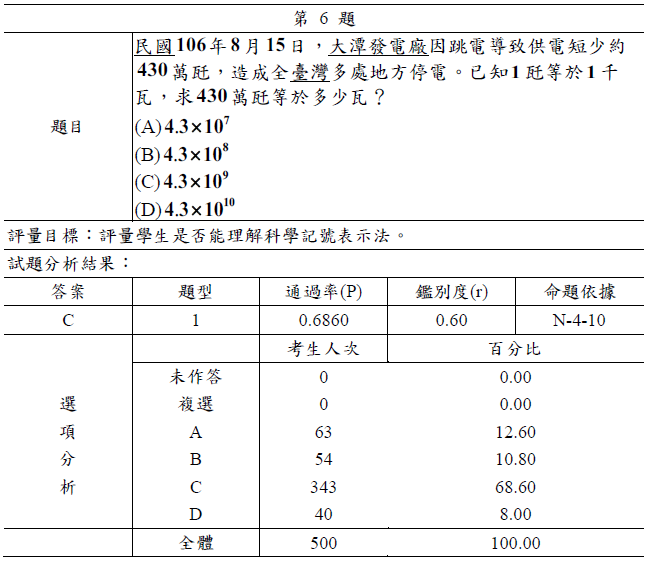 第 6 題
題目
民國106年8月15日，大潭發電廠因跳電導致供電短少約
430萬瓩，造成全臺灣多處地方停電。已知1瓩等於1千
瓦，求430萬瓩等於多少瓦？
(A) 4.3×10⁷
(B) 4.3×10⁸
(C) 4.3×10⁹
(D) 4.3×10¹⁰
評量目標：評量學生是否能理解科學記號表示法。
試題分析結果：
答案 題型 通過率(P) 鑑別度(r) 命題依據
C 1 0.6860 0.60 N-4-10
選項分析
考生人次 百分比
未作答 0 0.00
複選 0 0.00
A 63 12.60
B 54 10.80
C 343 68.60
D 40 8.00
全體 500 100.00